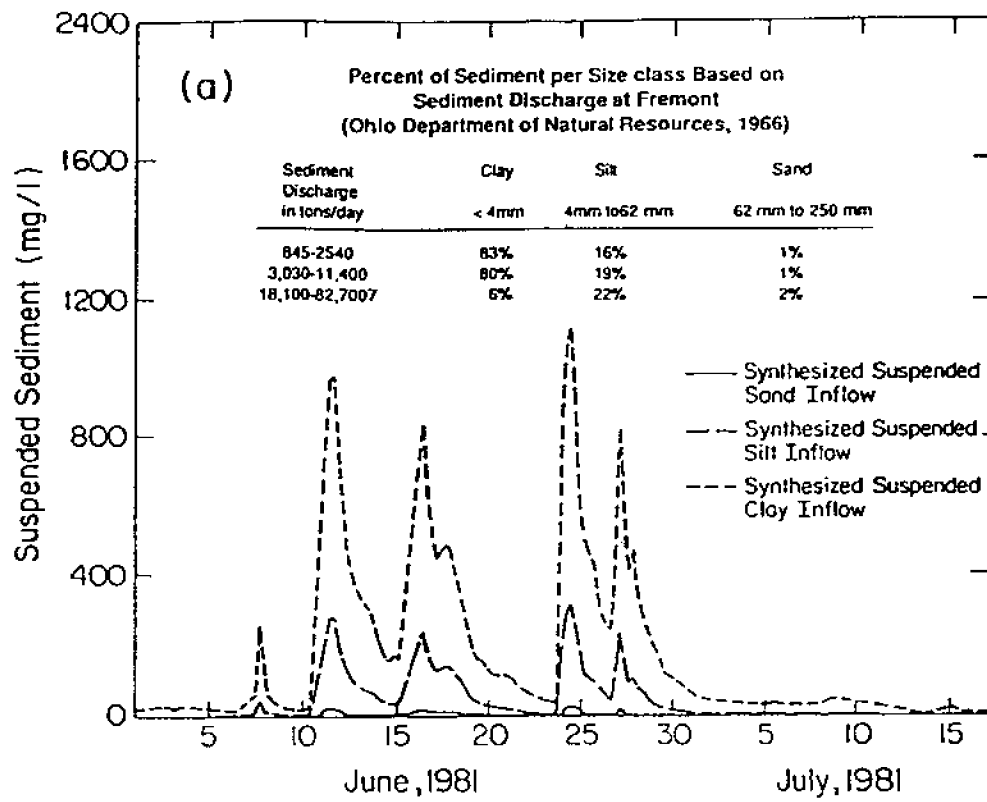 2400
(a)
Percent of Sediment per Size class Based on
Sediment Discharge at Fremont
(Ohio Department of Natural Resources, 1966)
Sediment Discharge in tons/day Clay < 4mm Silt 4mm to62 mm Sand 62 mm to 250 mm
845-2540 83% 16% 1%
3,030-11,400 80% 19% 1%
18,100-82,7007 6% 22% 2%
1600
1200
800
400
0
Suspended Sediment (mg/l)
Synthesized Suspended
Sand Inflow
Synthesized Suspended
Silt Inflow
Synthesized Suspended
Clay Inflow
5 10 15 20 25 30 5 10 15
June, 1981 July, 1981